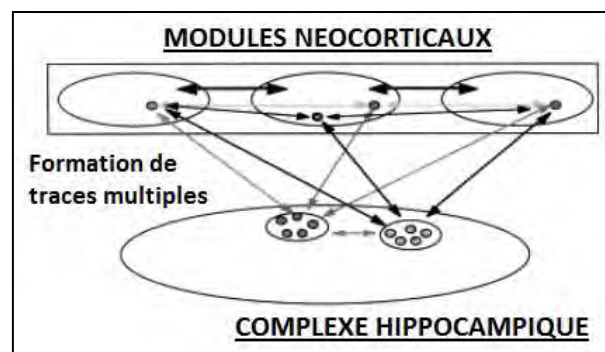 MODULES NEOCORTICAUX
Formation de
traces multiples
COMPLEXE HIPPOCAMPIQUE